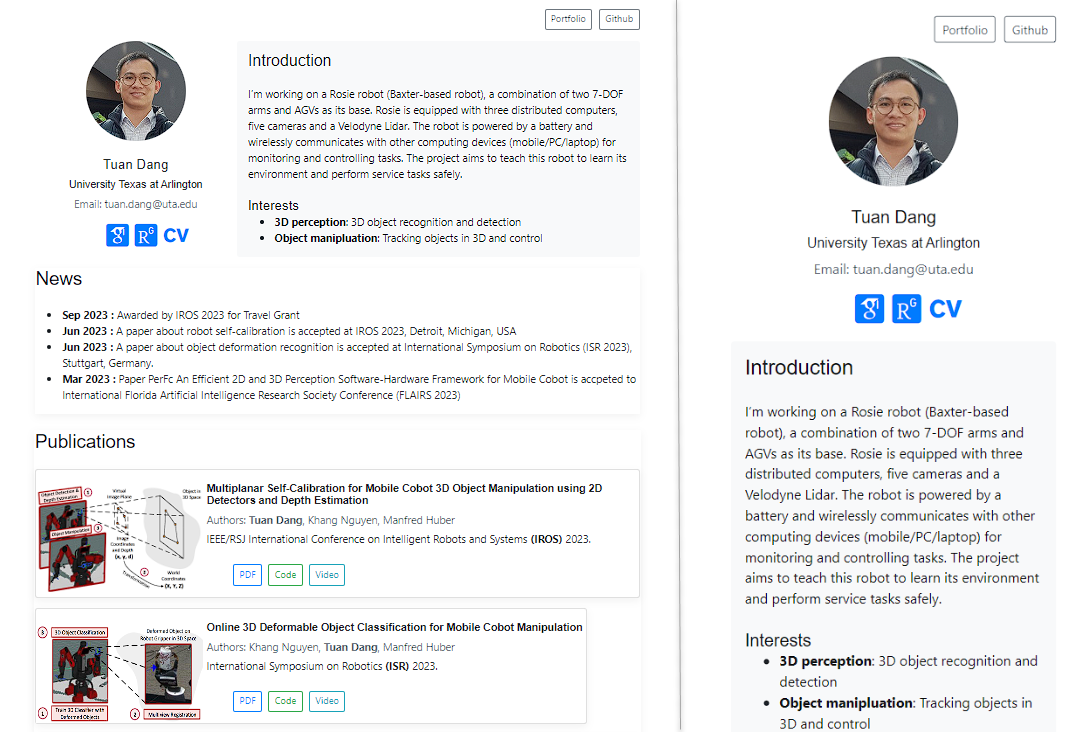 Portfolio Github
Tuan Dang
University Texas at Arlington
Email: tuan.dang@uta.edu
g RG CV
Introduction
I'm working on a Rosie robot (Baxter-based robot), a combination of two 7-DOF
arms and AGVs as its base. Rosie is equipped with three distributed computers,
five cameras and a Velodyne Lidar. The robot is powered by a battery and
wirelessly communicates with other computing devices (mobile/PC/laptop) for
monitoring and controlling tasks. The project aims to teach this robot to learn its
environment and perform service tasks safely.
Interests
• 3D perception: 3D object recognition and detection
• Object manipluation: Tracking objects in 3D and control
News
• Sep 2023 : Awarded by IROS 2023 for Travel Grant
• Jun 2023 : A paper about robot self-calibration is accepted at IROS 2023, Detroit, Michigan, USA
• Jun 2023 : A paper about object deformation recognition is accepted at International Symposium on Robotics (ISR 2023),
Stuttgart, Germany.
• Mar 2023 : Paper PerFc An Efficient 2D and 3D Perception Software-Hardware Framework for Mobile Cobot is accpeted to
International Florida Artificial Intelligence Research Society Conference (FLAIRS 2023)
Publications
Object Detection &
Depth Estimation
1
Virtual
Image Plane
Object in
3D Space
Object Manipulation
3
Image
Coordinates
and Depth
(x, y, d)
2
Transformation
World
Coordinates
(X, Y, Z)
Multiplanar Self-Calibration for Mobile Cobot 3D Object Manipulation using 2D
Detectors and Depth Estimation
Authors: Tuan Dang, Khang Nguyen, Manfred Huber
IEEE/RSJ International Conference on Intelligent Robots and Systems (IROS) 2023.
PDF Code Video
3 3D Object Classification
Deformed Object on
Robot Gripper in 3D Space
1 Train 3D Classifier with
Deformed Objects
2 Multiview Registration
Online 3D Deformable Object Classification for Mobile Cobot Manipulation
Authors: Khang Nguyen, Tuan Dang, Manfred Huber
International Symposium on Robotics (ISR) 2023.
PDF Code Video
Portfolio Github
Tuan Dang
University Texas at Arlington
Email: tuan.dang@uta.edu
g RG CV
Introduction
I'm working on a Rosie robot (Baxter-based
robot), a combination of two 7-DOF arms and
AGVs as its base. Rosie is equipped with three
distributed computers, five cameras and a
Velodyne Lidar. The robot is powered by a
battery and wirelessly communicates with other
computing devices (mobile/PC/laptop) for
monitoring and controlling tasks. The project
aims to teach this robot to learn its environment
and perform service tasks safely.
Interests
• 3D perception: 3D object recognition and
detection
• Object manipluation: Tracking objects in
3D and control